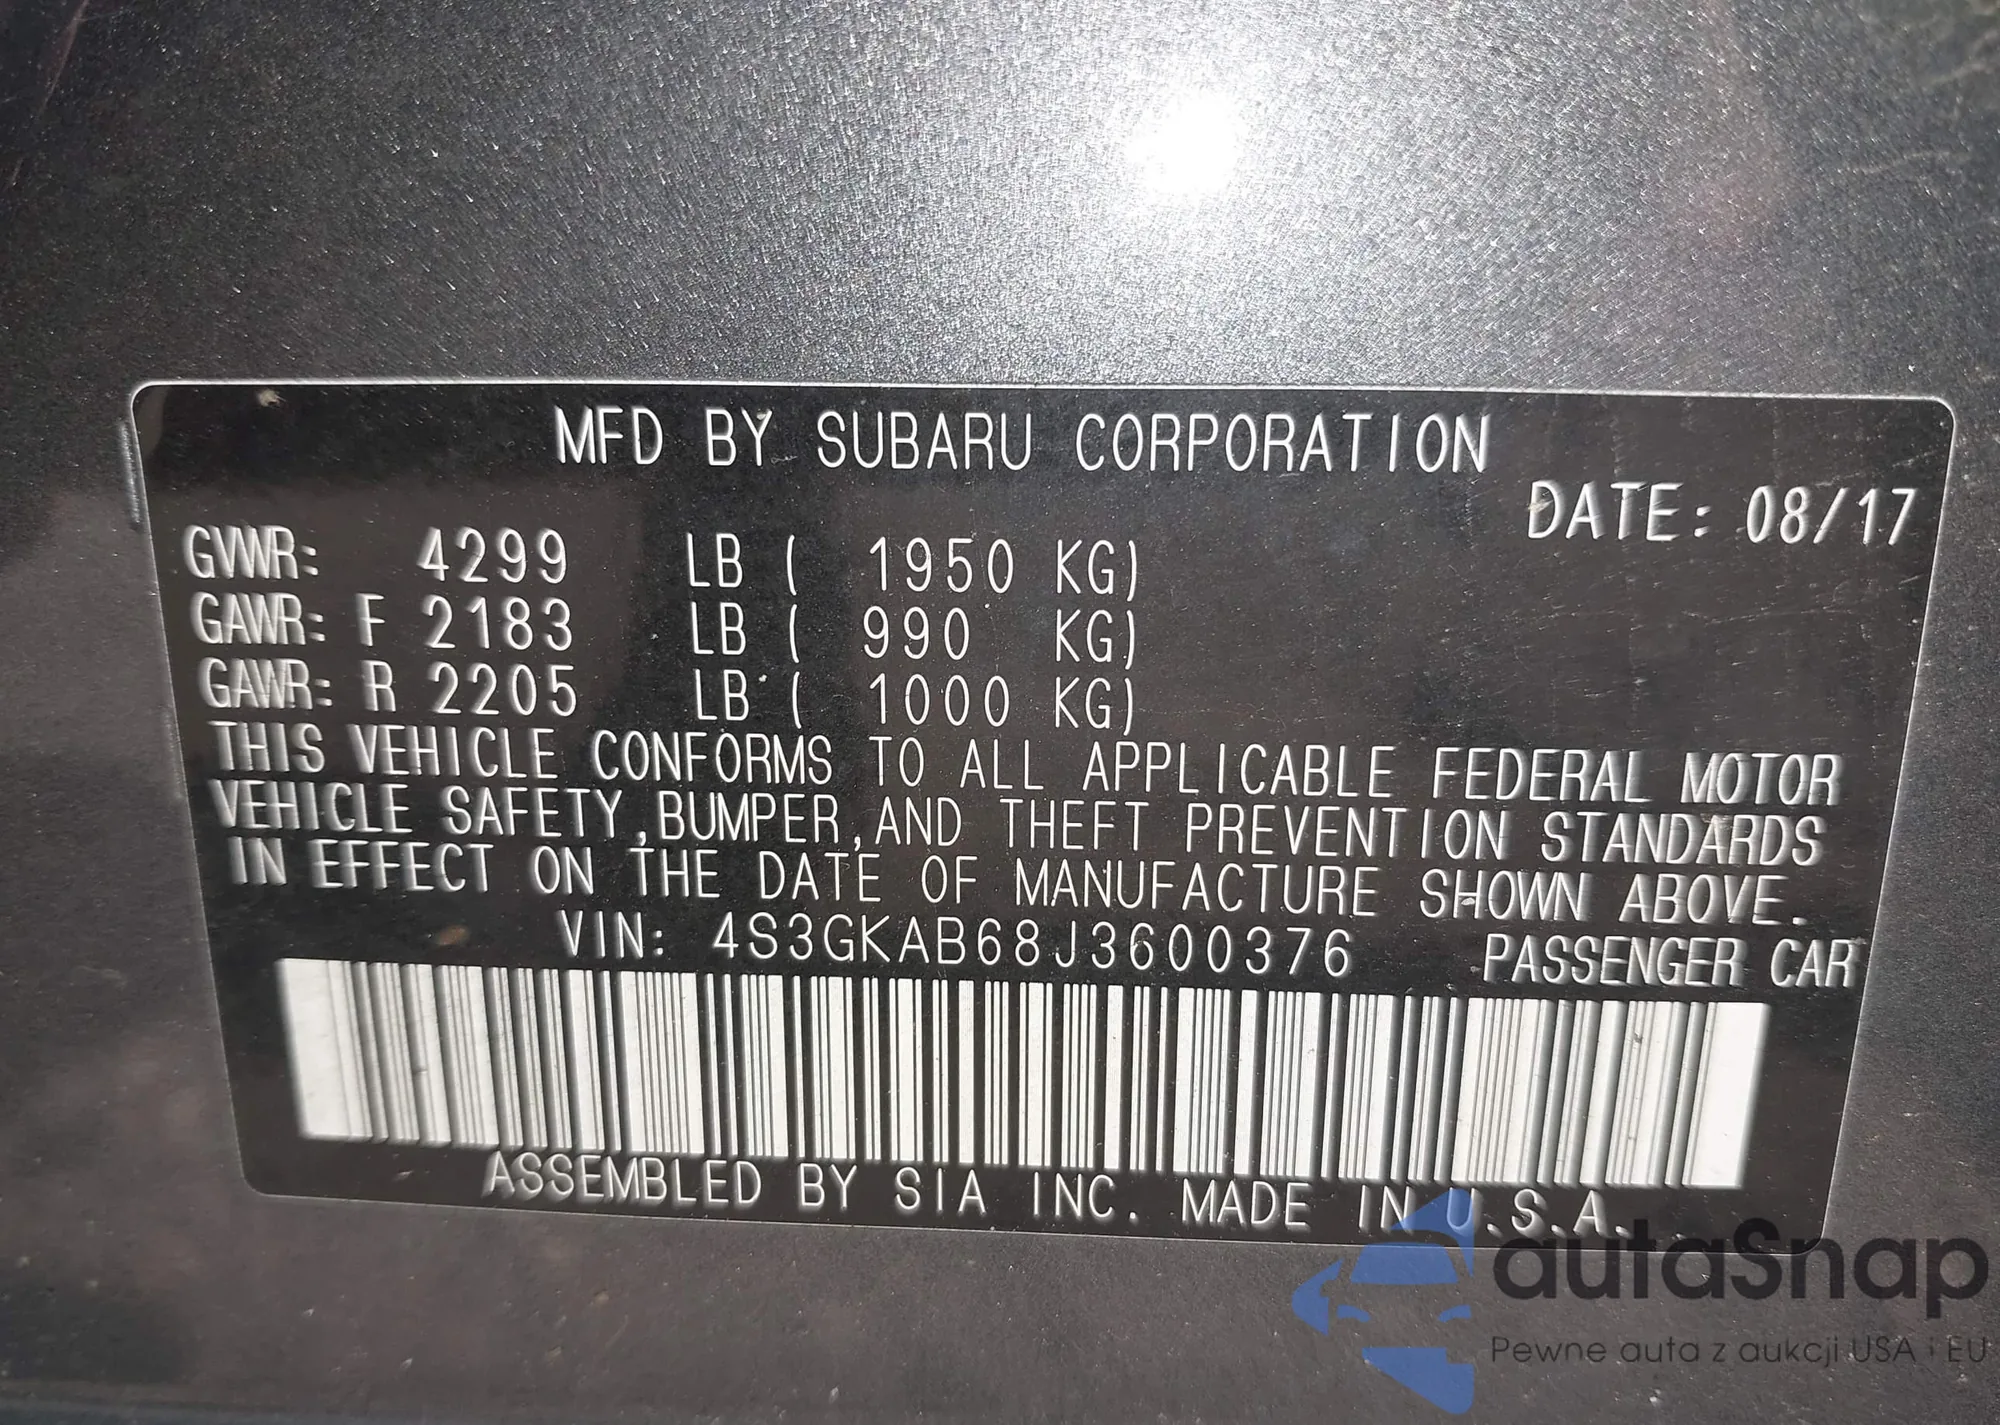 MFD BY SUBARU CORPORATION
DATE: 08/17
GVWR: 4299 LB ( 1950 KG)
GAWR: F 2183 LB ( 990 KG)
GAWR: R 2205 LB ( 1000 KG)
THIS VEHICLE CONFORMS TO ALL APPLICABLE FEDERAL MOTOR
VEHICLE SAFETY,BUMPER,AND THEFT PREVENTION STANDARDS
IN EFFECT ON THE DATE OF MANUFACTURE SHOWN ABOVE.
VIN: 4S3GKAB68J3600376 PASSENGER CAR
ASSEMBLED BY SIA INC. MADE IN U.S.A.
autaSnap
Pewne auta z aukcji USA i EU